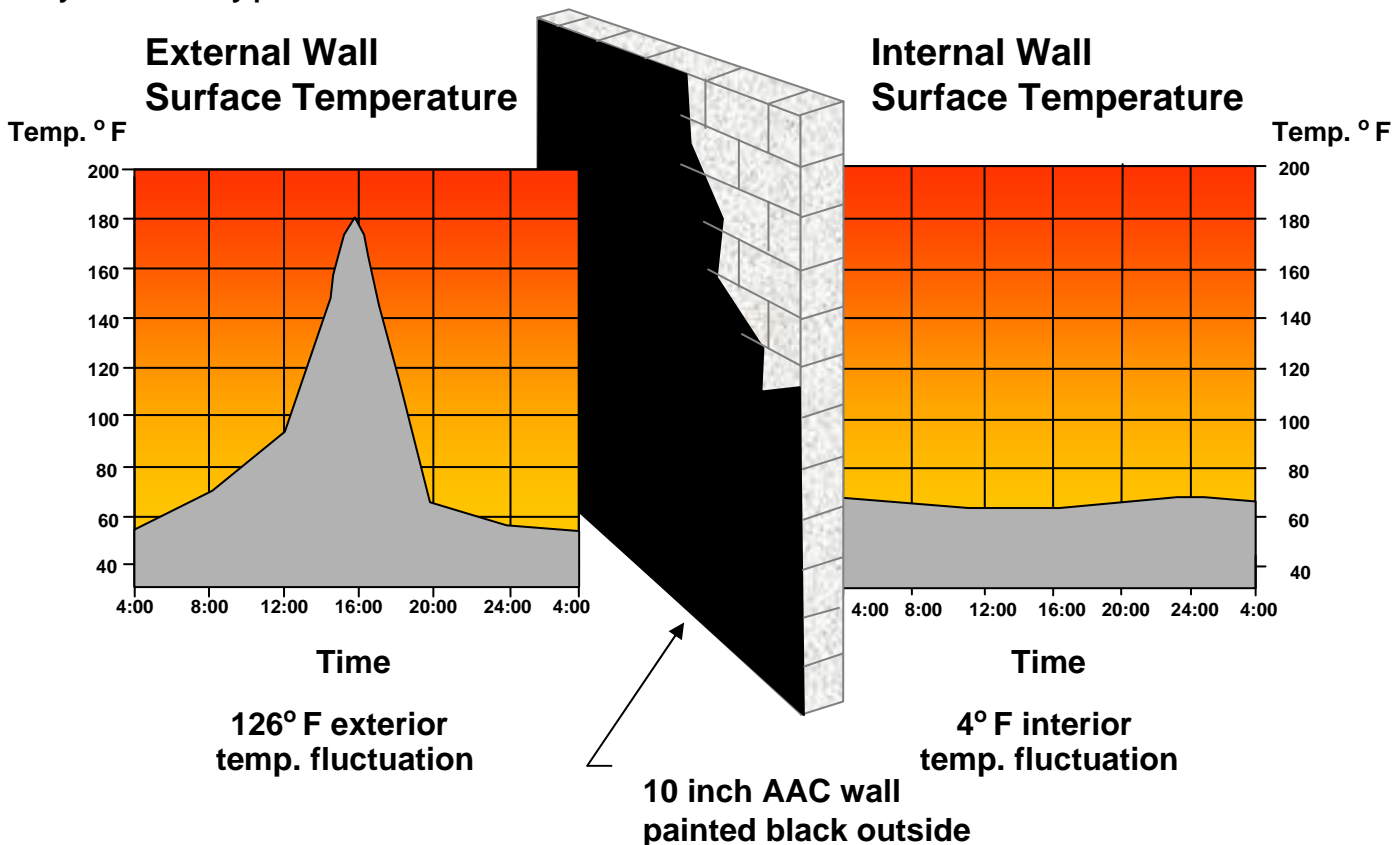 External Wall
Surface Temperature
Internal Wall
Surface Temperature
Temp. º F
Temp. º F
200
180
160
140
120
100
80
60
40
4:00 8:00 12:00 16:00 20:00 24:00 4:00
200
180
160
140
120
100
80
60
40
4:00 8:00 12:00 16:00 20:00 24:00 4:00
Time
Time
126º F exterior
temp. fluctuation
4º F interior
temp. fluctuation
10 inch AAC wall
painted black outside